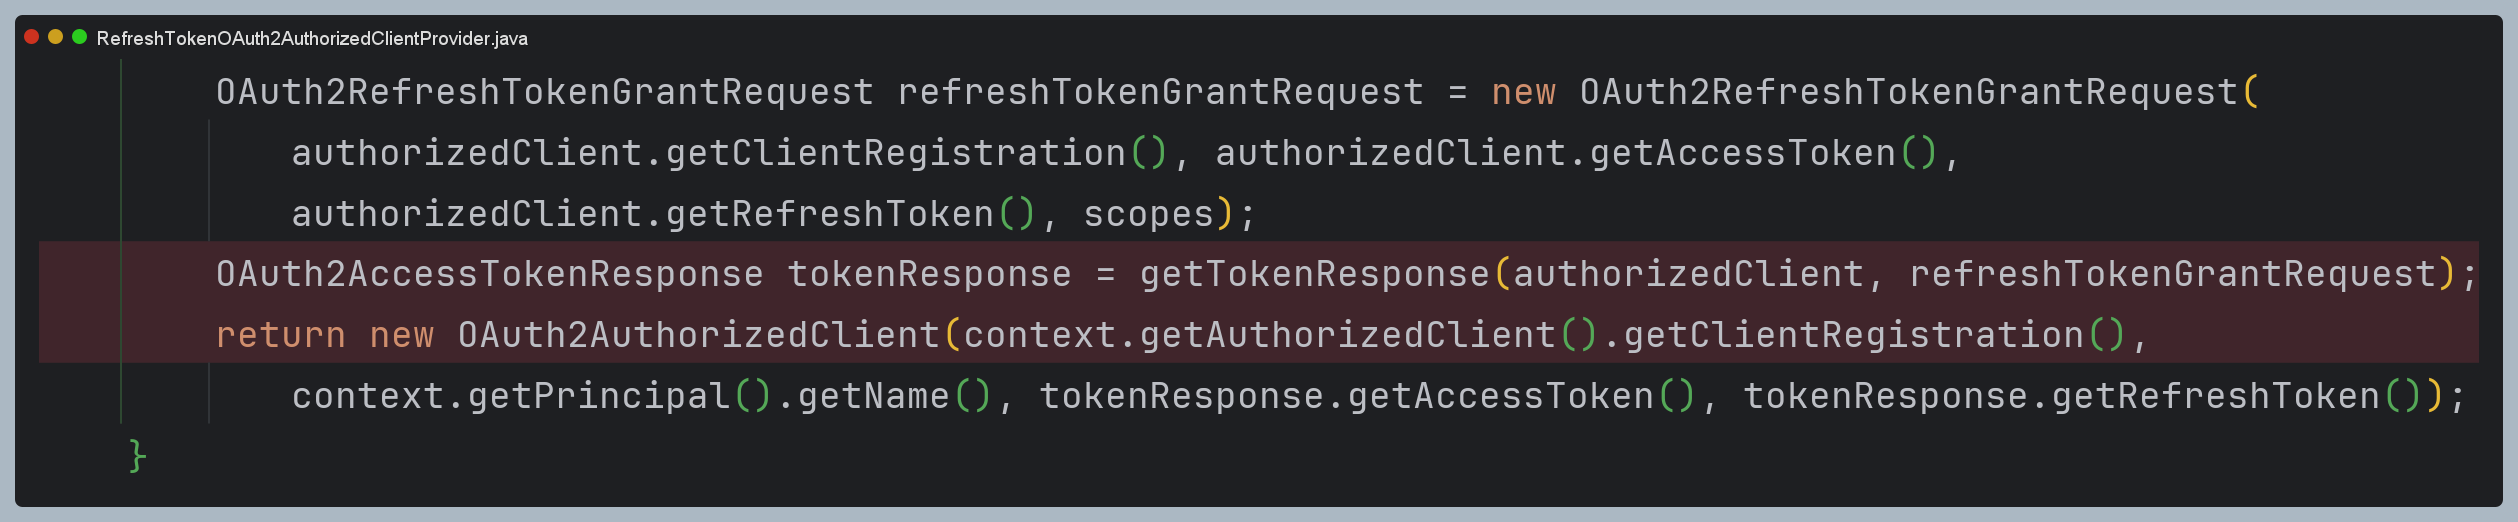 RefreshTokenOAuth2AuthorizedClientProvider.java
OAuth2RefreshTokenGrantRequest refreshTokenGrantRequest = new OAuth2RefreshTokenGrantRequest(
authorizedClient.getClientRegistration(), authorizedClient.getAccessToken(),
authorizedClient.getRefreshToken(), scopes);
OAuth2AccessTokenResponse tokenResponse = getTokenResponse(authorizedClient, refreshTokenGrantRequest);
return new OAuth2AuthorizedClient(context.getAuthorizedClient().getClientRegistration(),
context.getPrincipal().getName(), tokenResponse.getAccessToken(), tokenResponse.getRefreshToken());
}